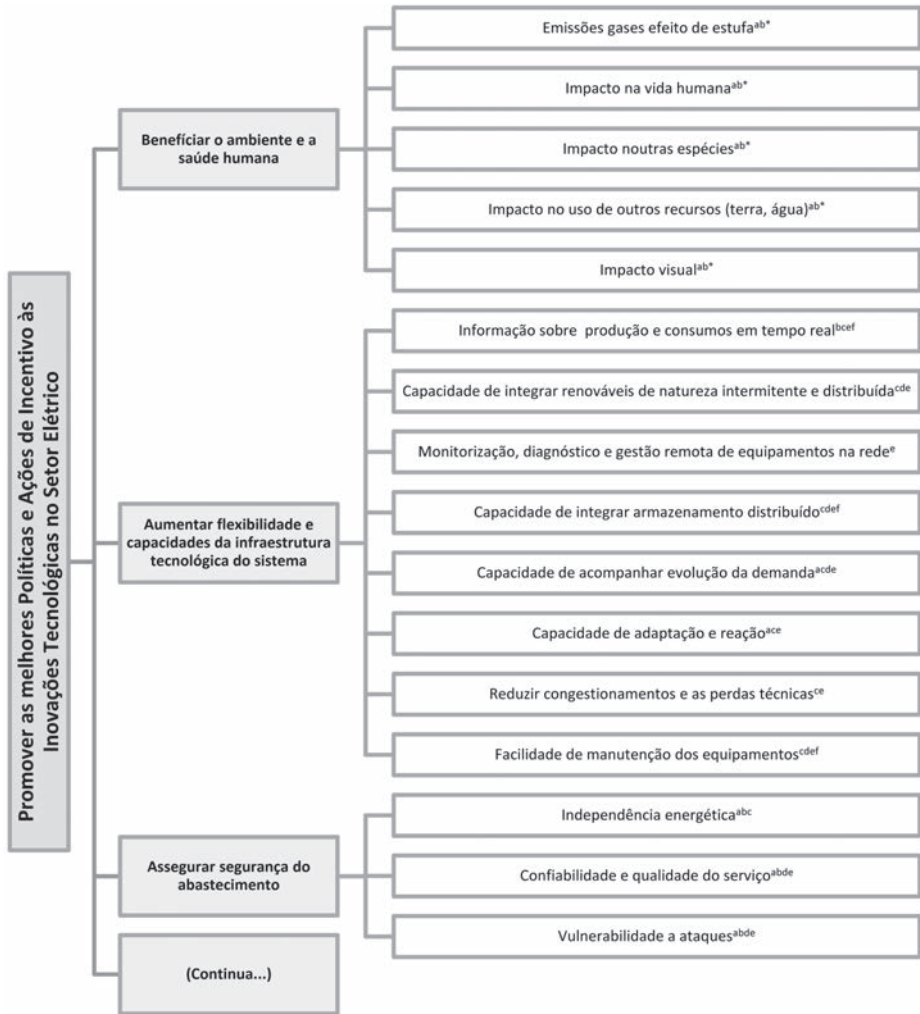 Promover as melhores Políticas e Ações de Incentivo às
Inovações Tecnológicas no Setor Elétrico
Benefíciar o ambiente e a
saúde humana
Emissões gases efeito de estufaab*
Impacto na vida humanaab*
Impacto noutras espéciesab*
Impacto no uso de outros recursos (terra, água)ab*
Impacto visualab*
Aumentar flexibilidade e
capacidades da infraestrutura
tecnológica do sistema
Informação sobre produção e consumos em tempo realbcef
Capacidade de integrar renováveis de natureza intermitente e distribuídacde
Monitorização, diagnóstico e gestão remota de equipamentos na redee
Capacidade de integrar armazenamento distribuídocdef
Capacidade de acompanhar evolução da demandaacde
Capacidade de adaptação e reaçãoace
Reduzir congestionamentos e as perdas técnicasce
Facilidade de manutenção dos equipamentoscdef
Assegurar segurança do
abastecimento
Independência energéticaabc
Confiabilidade e qualidade do serviçoabde
Vulnerabilidade a ataquesabde
(Continua...)